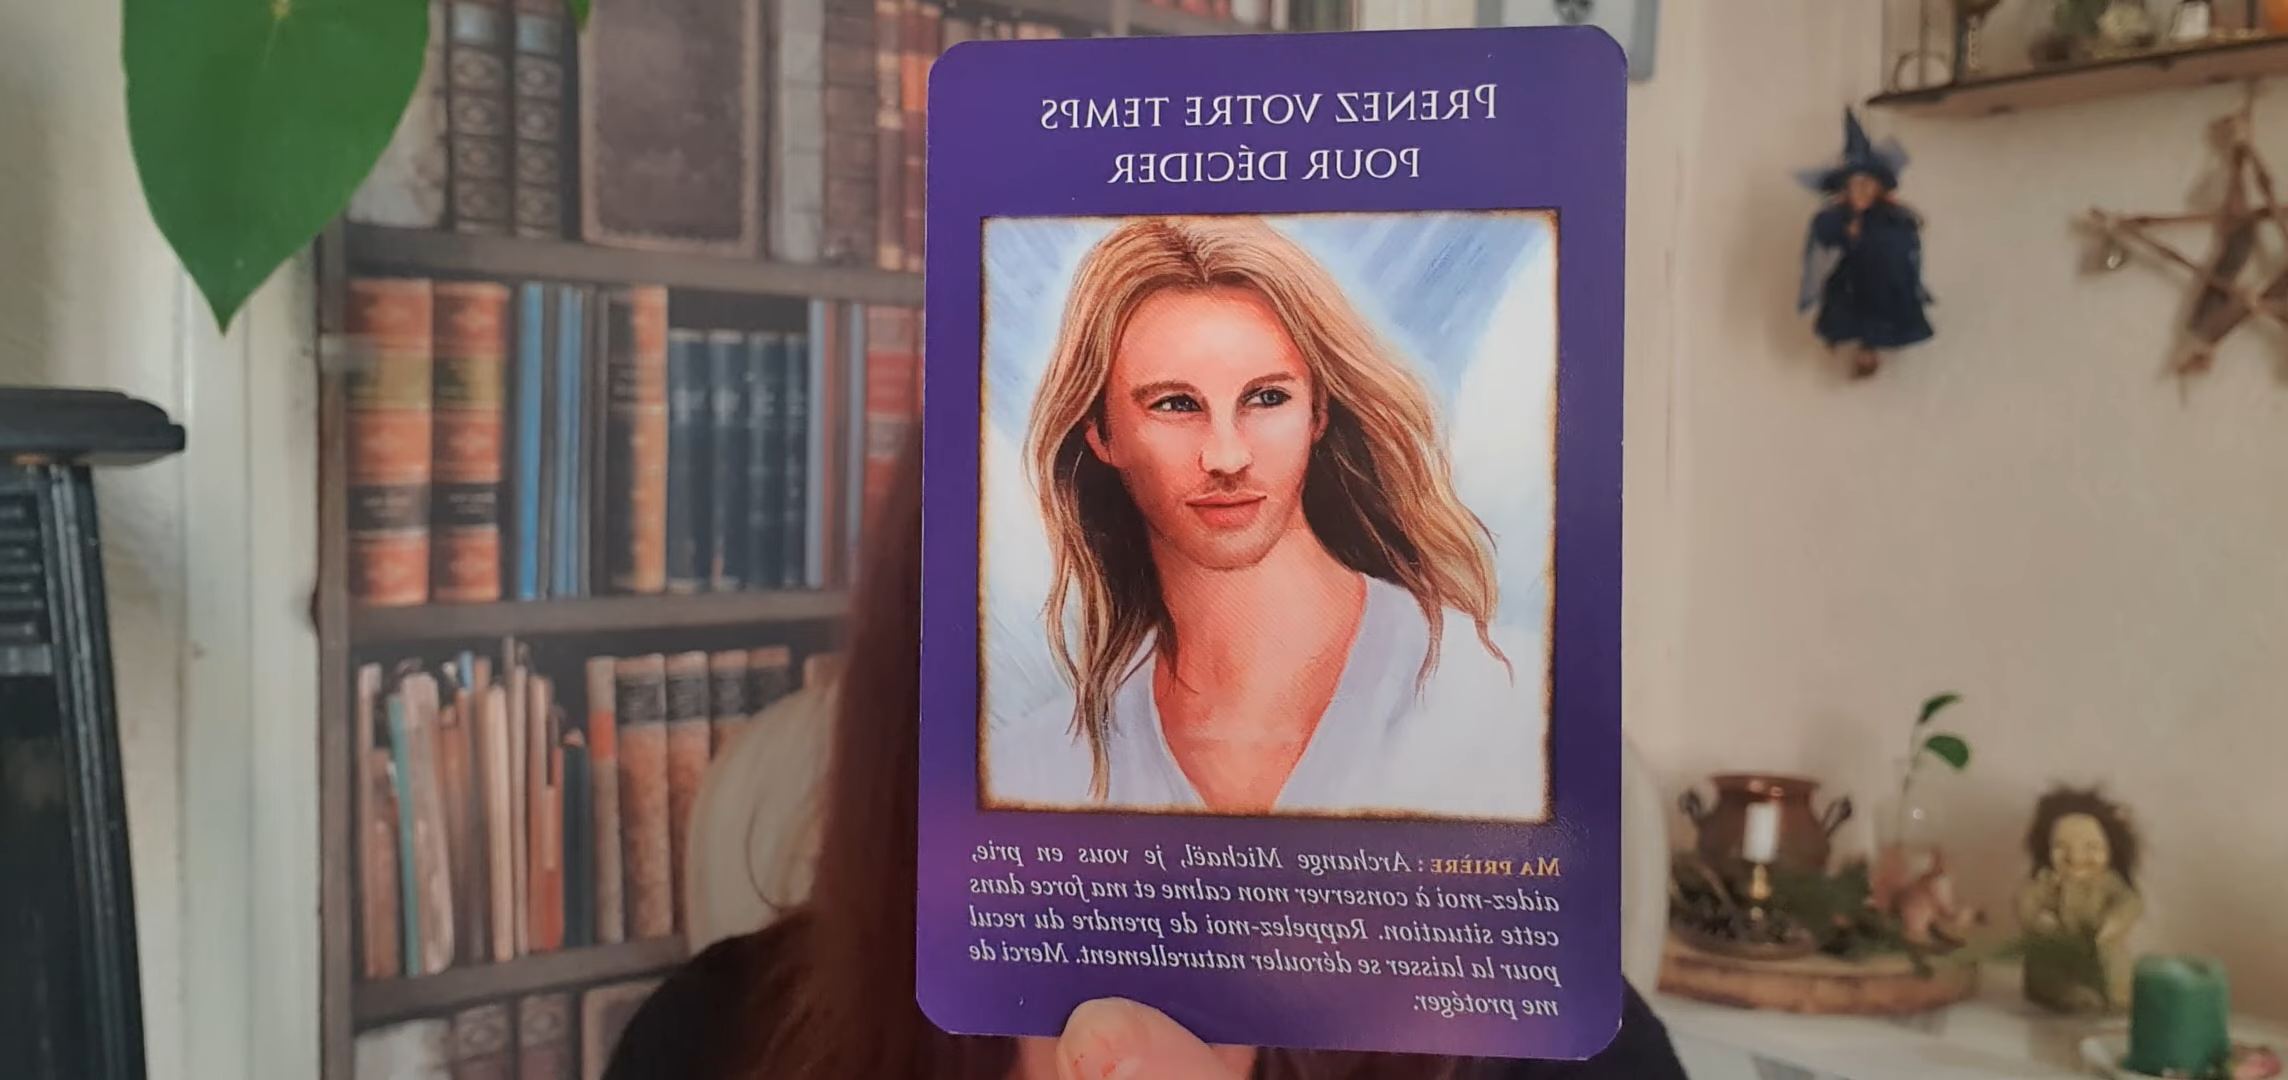 PRENEZ VOTRE TEMPS
POUR DÉCIDER
MA PRIÈRE : Archange Michaël, je vous en prie,
aidez-moi à conserver mon calme et ma force dans
cette situation. Rappelez-moi de prendre du recul
pour la laisser se dérouler naturellement. Merci de
me protéger.